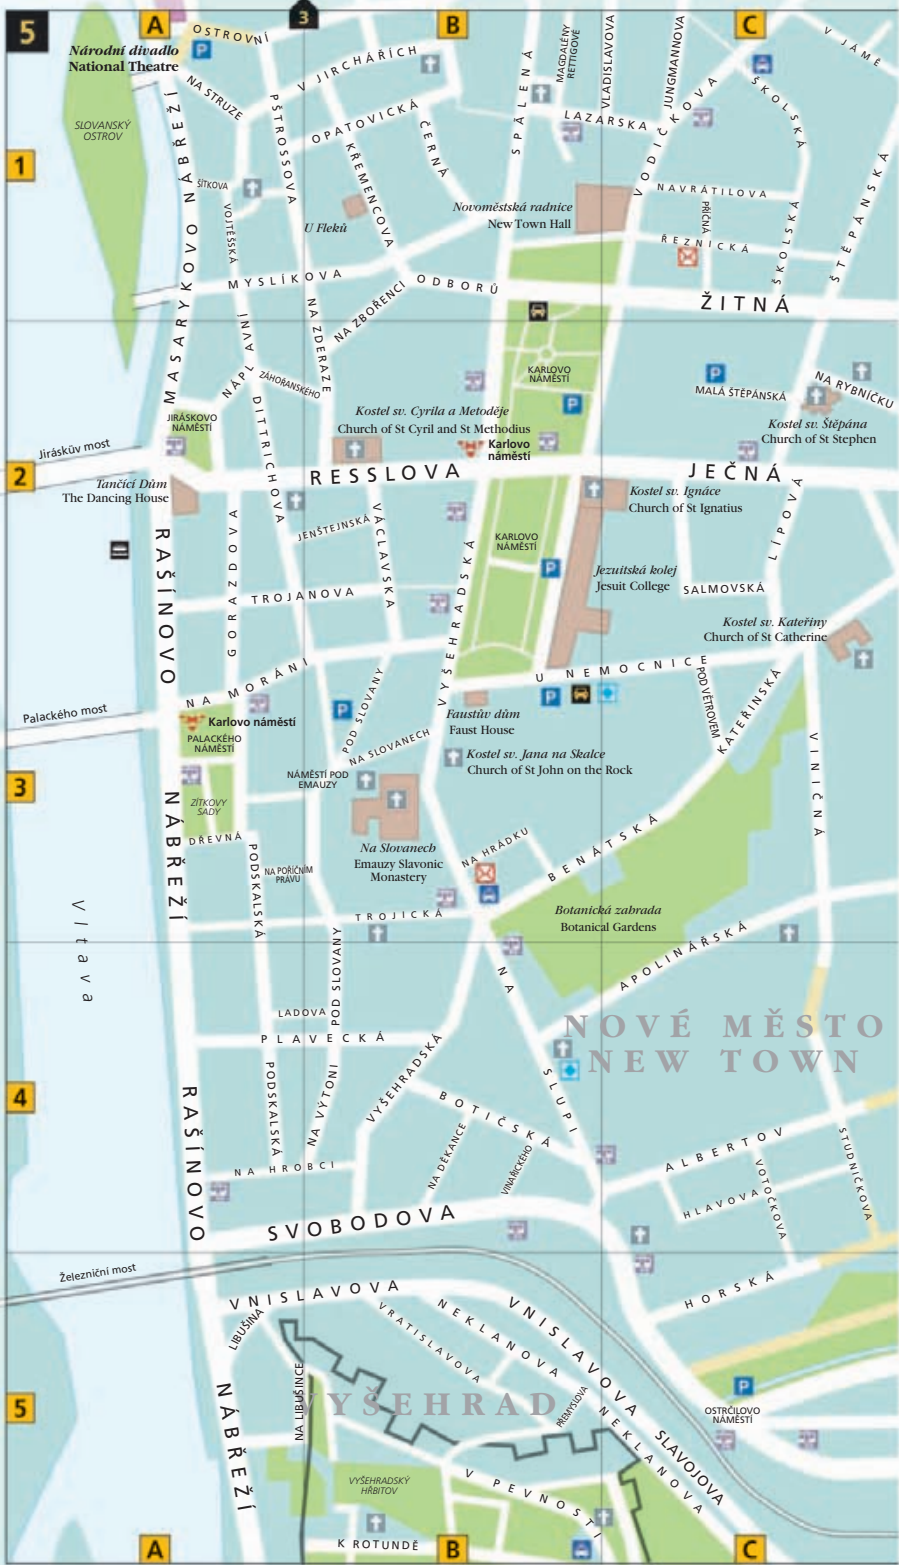 5
A
3
B
C
OSTROVNÍ
P
Národní divadlo
National Theatre
V JIRCHÁŘÍCH
MAGDALÉNY
RETTIGOVÉ
VLADISLAVOVA
JUNGMANNOVA
V JÁMĚ
NA STRUZE
PŠTROSSOVA
SPÁLENÁ
ŠKOLSKÁ
SLOVANSKÝ
OSTROV
OPATOVICKÁ
ČERNÁ
LAZARSKÁ
VODIČKOVA
1
MASARYKOVO NÁBŘEŽÍ
ŠÍTKOVA
KŘEMENCOVA
NAVRÁTILOVA
ŠTĚPÁNSKÁ
VOJTĚŠSKÁ
U Fleků
Novoměstská radnice
New Town Hall
PŘÍČNÁ
ŠKOLSKÁ
ŘEZNICKÁ
MYSLÍKOVA
ODBORŮ
ŽITNÁ
NA ZBOŘENCI
NA ZDERAZE
NÁPLAVNÍ
ZÁHOŘANSKÉHO
DITTRICHOVA
KARLOVO
NÁMĚSTÍ
P
P
MALÁ ŠTĚPÁNSKÁ
NA RYBNÍČKU
JIRÁSKOVO
NÁMĚSTÍ
Kostel sv. Cyrila a Metoděje
Church of St Cyril and St Methodius
Kostel sv. Štěpána
Church of St Stephen
Jiráskův most
Karlovo
náměstí
2
RESSLOVA
JEČNÁ
Tančící Dům
The Dancing House
Kostel sv. Ignáce
Church of St Ignatius
LÍPOVÁ
JENŠTEJNSKÁ
VÁCLAVSKÁ
KARLOVO
NÁMĚSTÍ
RAŠÍNOVO
GORAZDOVA
VYŠEHRADSKÁ
P
Jezuitská kolej
Jesuit College
TROJANOVA
SALMOVSKÁ
Kostel sv. Kateřiny
Church of St Catherine
NA MORÁNI
U NEMOCNICE
POD VĚTROVEM
KATEŘINSKÁ
Palackého most
Karlovo náměstí
P
POD SLOVANY
P
Faustův dům
Faust House
PALACKÉHO
NÁMĚSTÍ
NA SLOVANECH
VINIČNÁ
Kostel sv. Jana na Skalce
Church of St John on the Rock
NÁMĚSTÍ POD
EMAUZY
3
NÁBŘEŽÍ
ZÍTKOVY
SADY
DŘEVNÁ
Na Slovanech
Emauzy Slavonic
Monastery
NA HRÁDKU
BENÁTSKÁ
PODSKALSKÁ
NA POŘÍČNÍM
PRÁVU
Vltava
TROJICKÁ
Botanická zahrada
Botanical Gardens
POD SLOVANY
APOLINÁŘSKÁ
NA SLUPI
LADOVA
PLAVECKÁ
NOVÉ MĚSTO
NEW TOWN
PODSKALSKÁ
NA VÝTONI
VYŠEHRADSKÁ
4
RAŠÍNOVO
BOTIČSKÁ
NA DĚKANCE
VINAŘICKÉHO
ALBERTOV
STUDNIČKOVA
NA HROBCI
HLAVOVA
VOTOČKOVA
SVOBODOVA
Železniční most
HORSKÁ
VNISLAVOVA
LIBUŠINA
VRATISLAVOVA
NEKLANOVA
VNISLAVOVA
NÁBŘEŽÍ
NA LIBUŠINCE
VYŠEHRAD
PŘEMYSLOVA
NEKLANOVA
P
OSTRČILOVO
NÁMĚSTÍ
5
SLAVOJOVA
VYŠEHRADSKÝ
HŘBITOV
V PEVNOSTI
K ROTUNDĚ
A
B
C